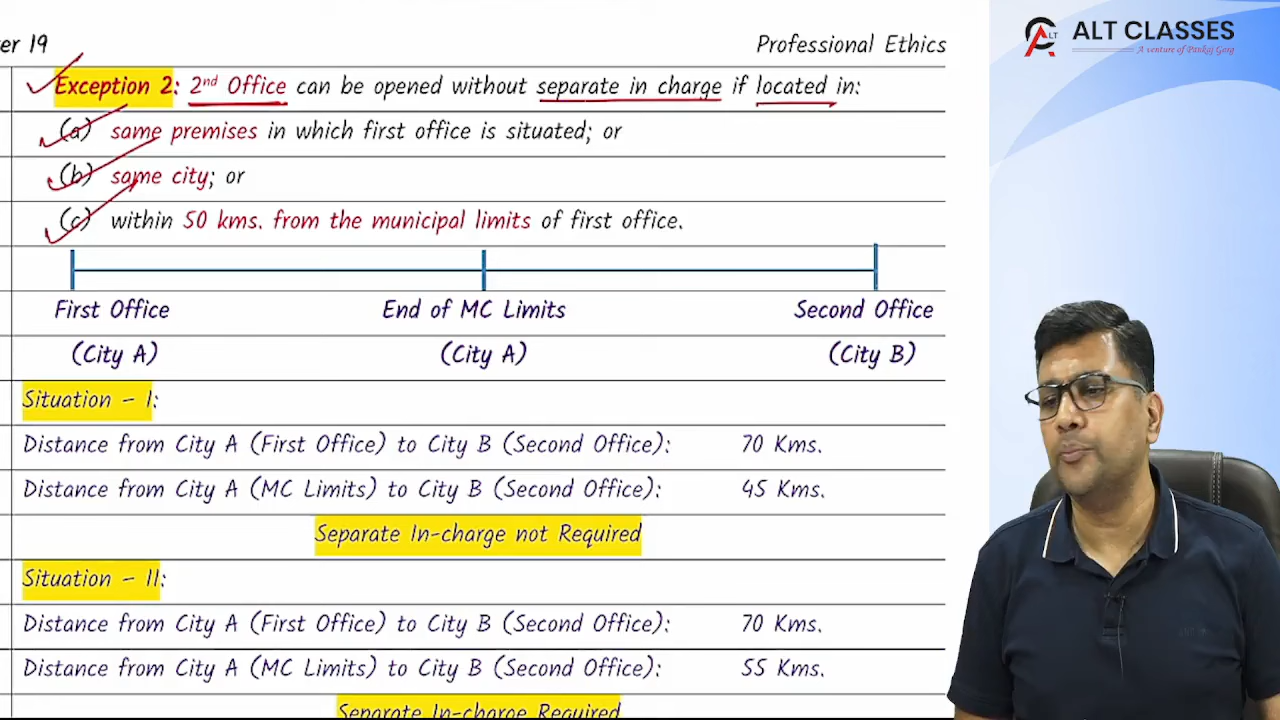 er 19
Professional Ethics
ALT CLASSES
A venture of Pankaj Garg
Exception 2: 2nd Office can be opened without separate in charge if located in:
(a) same premises in which first office is situated; or
(b) same city; or
(c) within 50 kms. from the municipal limits of first office.
First Office End of MC Limits Second Office
(City A) (City A) (City B)
Situation – I:
Distance from City A (First Office) to City B (Second Office): 70 Kms.
Distance from City A (MC Limits) to City B (Second Office): 45 Kms.
Separate In-charge not Required
Situation – II:
Distance from City A (First Office) to City B (Second Office): 70 Kms.
Distance from City A (MC Limits) to City B (Second Office): 55 Kms.
Separate In-charge Required